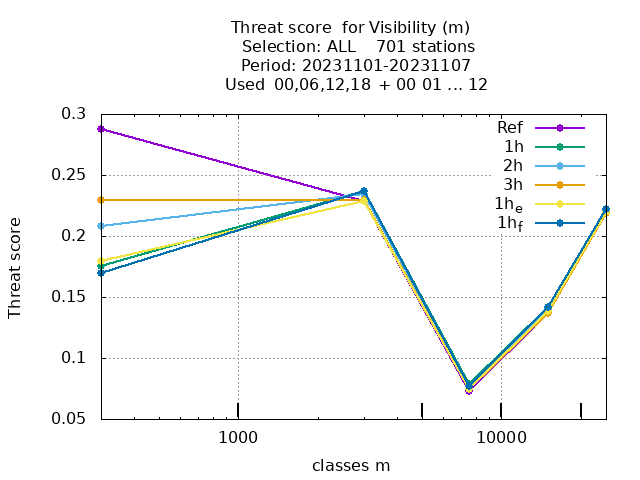 Threat score  for Visibility (m)
Selection: ALL    701 stations
Period: 20231101-20231107
Used  00,06,12,18  + 00 01 ... 12
0.3
0.25
0.2
0.15
0.1
0.05
Threat score
Ref
1h
2h
3h
1he
1hf
1000
10000
classes m